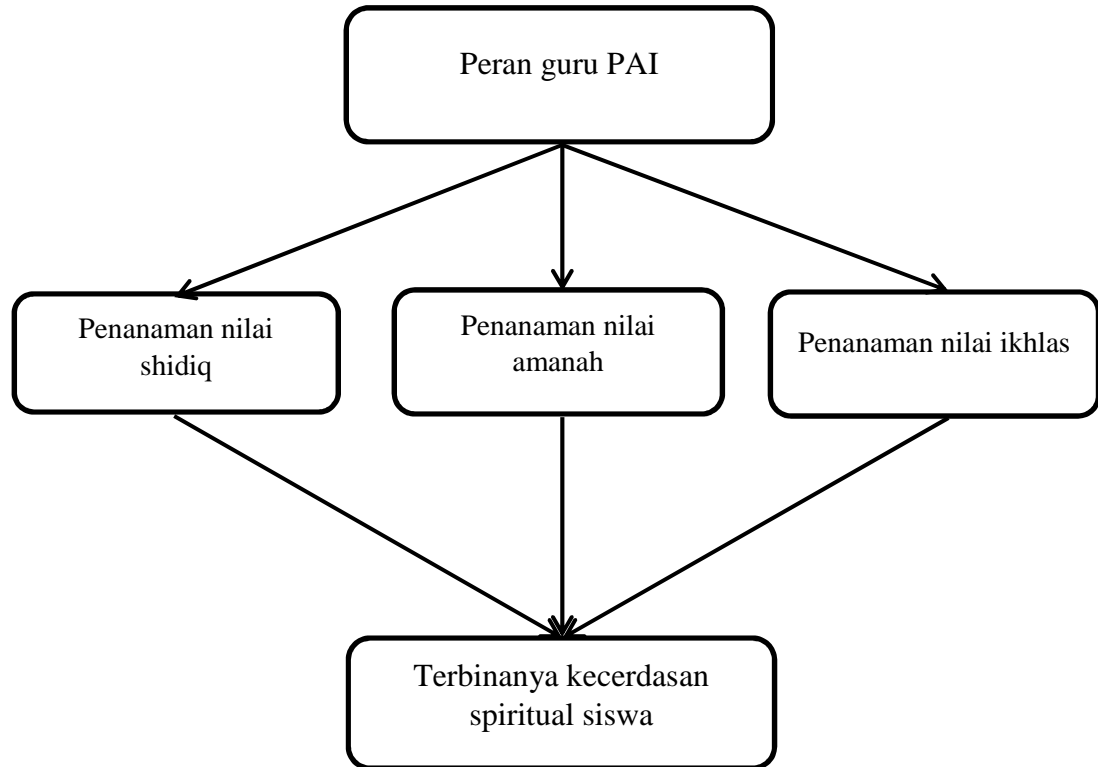 Peran guru PAI
Penanaman nilai
shidiq
Penanaman nilai
amanah
Penanaman nilai ikhlas
Terbinanya kecerdasan
spiritual siswa